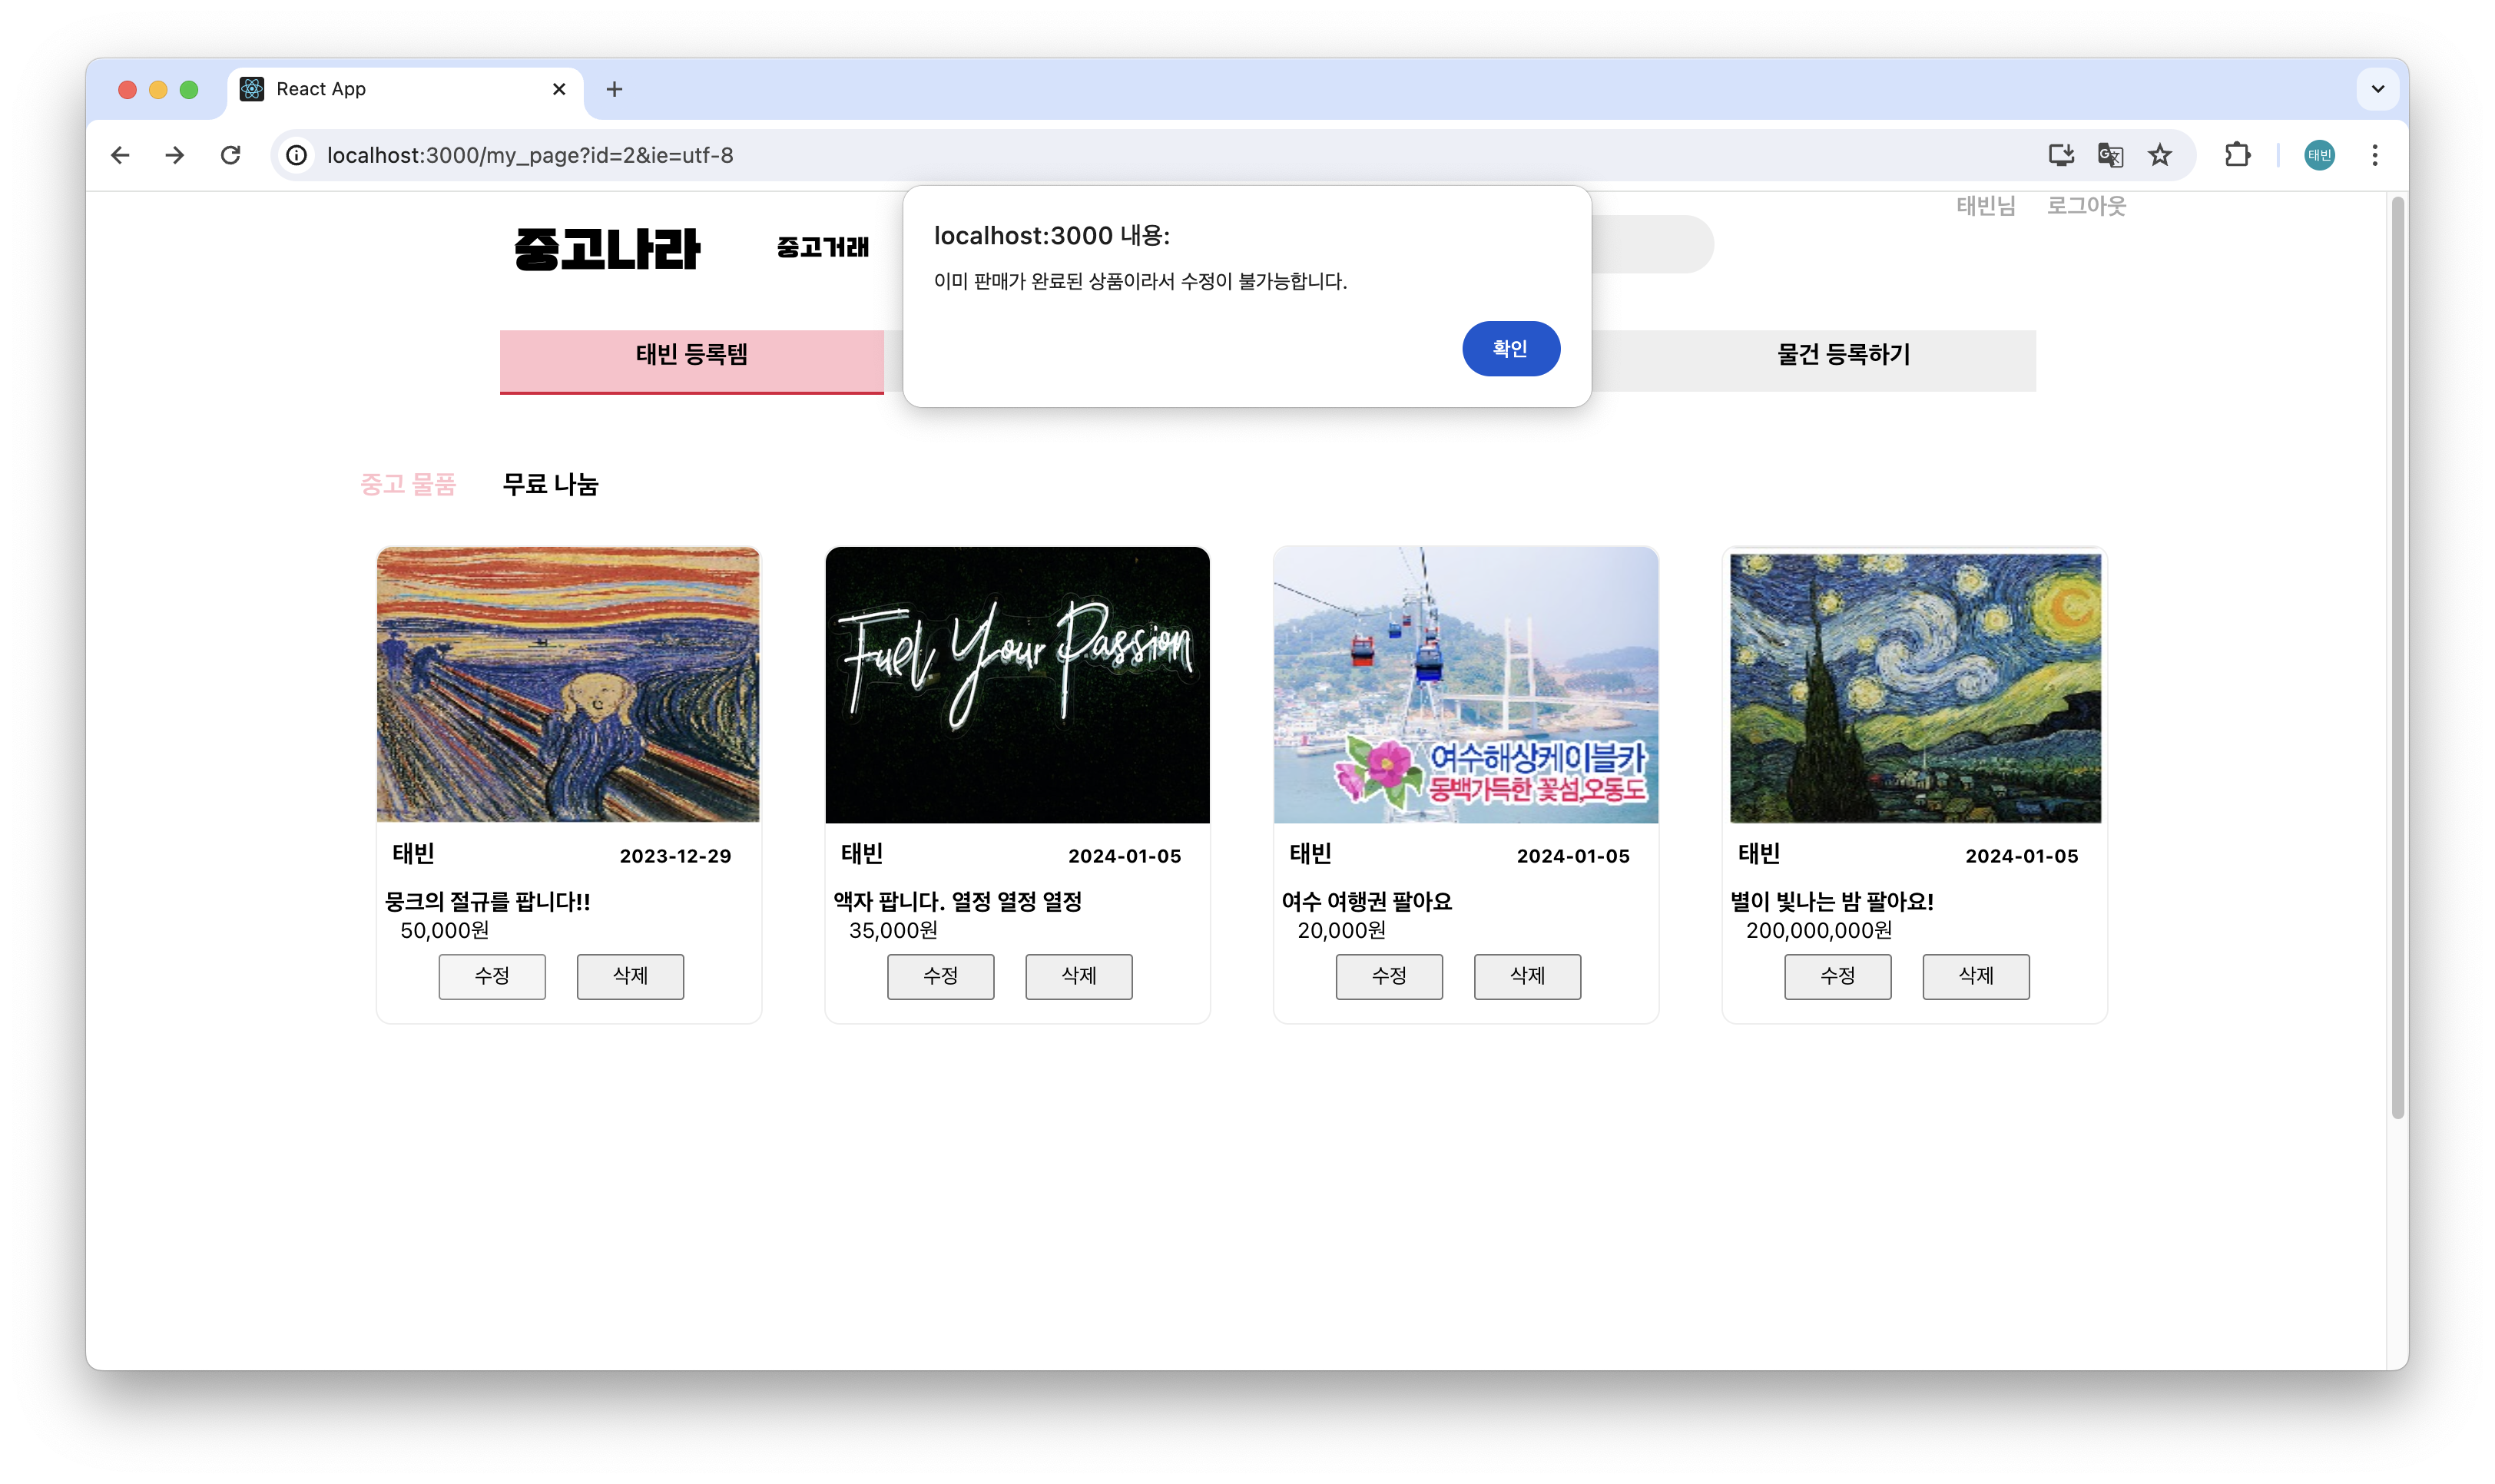 React App
localhost:3000/my_page?id=2&ie=utf-8
태빈
태빈님 로그아웃
중고나라 중고거래
localhost:3000 내용:
이미 판매가 완료된 상품이라서 수정이 불가능합니다.
확인
태빈 등록템 물건 등록하기
중고 물품 무료 나눔
Fuel Your Passion
여수해상케이블카
동백가득한 꽃섬,오동도
태빈 2023-12-29
뭉크의 절규를 팝니다!!
50,000원
수정 삭제
태빈 2024-01-05
액자 팝니다. 열정 열정 열정
35,000원
수정 삭제
태빈 2024-01-05
여수 여행권 팔아요
20,000원
수정 삭제
태빈 2024-01-05
별이 빛나는 밤 팔아요!
200,000,000원
수정 삭제